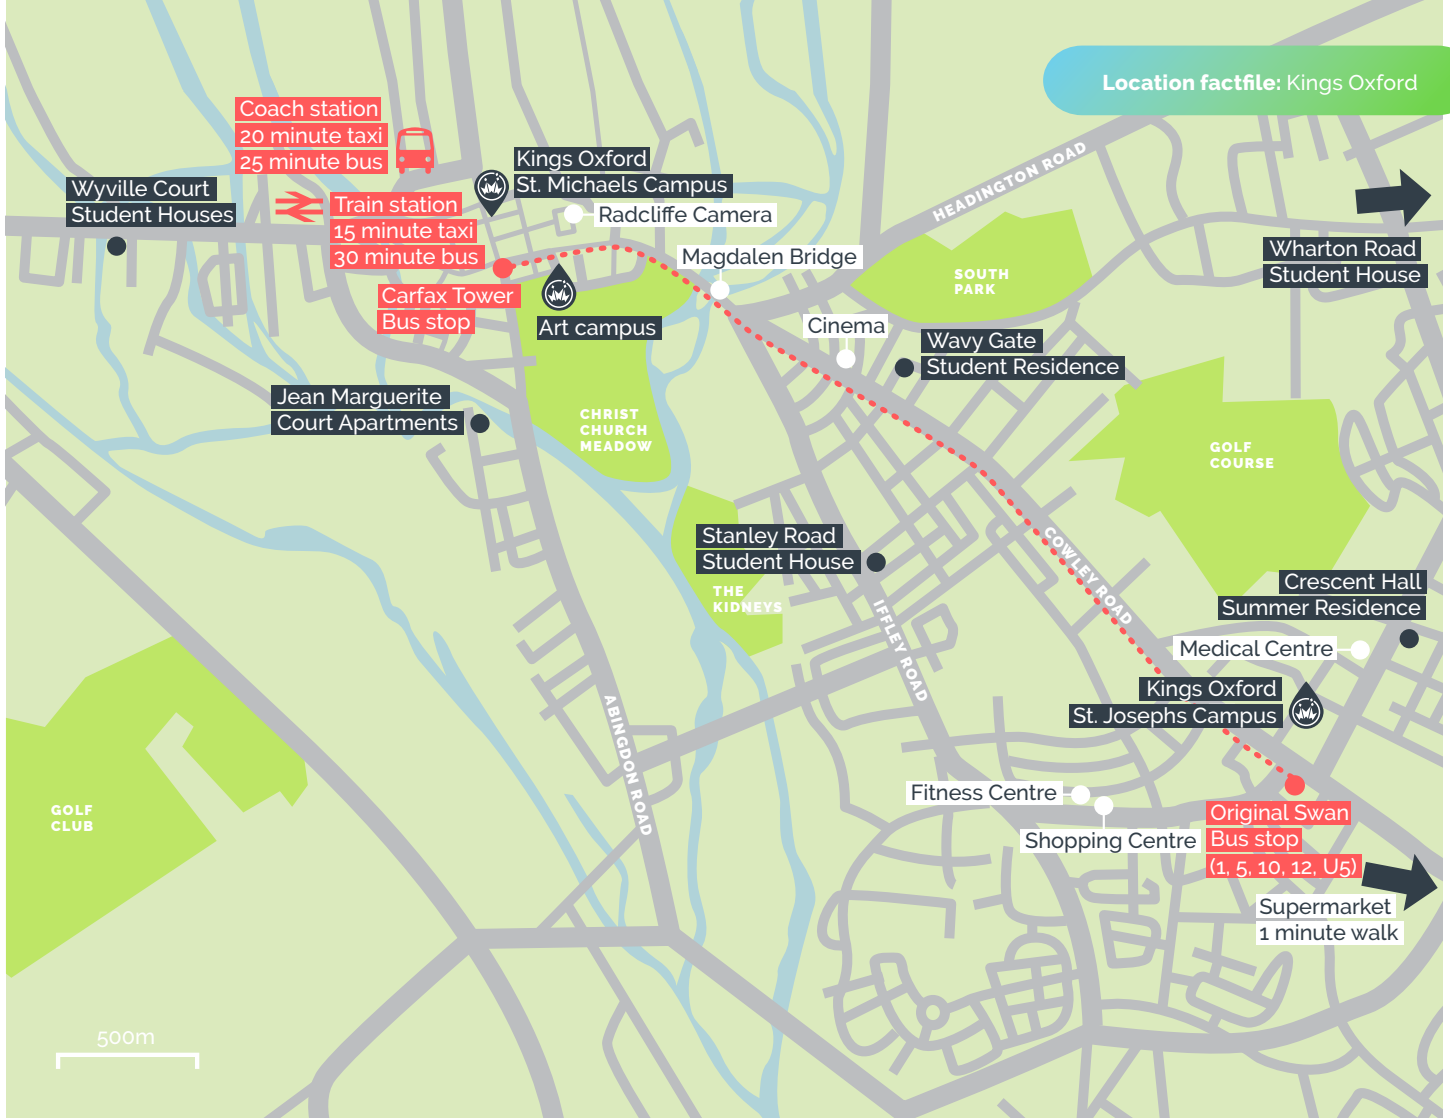 Location factfile: Kings Oxford
Coach station
20 minute taxi
25 minute bus
Kings Oxford
St. Michaels Campus
Wyville Court
Student Houses
Train station
15 minute taxi
30 minute bus
Radcliffe Camera
HEADINGTON ROAD
Wharton Road
Student House
Magdalen Bridge
SOUTH
PARK
Carfax Tower
Bus stop
Art campus
Cinema
Wavy Gate
Student Residence
Jean Marguerite
Court Apartments
CHRIST
CHURCH
MEADOW
GOLF
COURSE
Stanley Road
Student House
COWLEY ROAD
THE
KIDNEYS
IFFLEY ROAD
Crescent Hall
Summer Residence
Medical Centre
Kings Oxford
St. Josephs Campus
ABINGDON ROAD
GOLF
CLUB
Fitness Centre
Shopping Centre
Original Swan
Bus stop
(1, 5, 10, 12, U5)
Supermarket
1 minute walk
500m